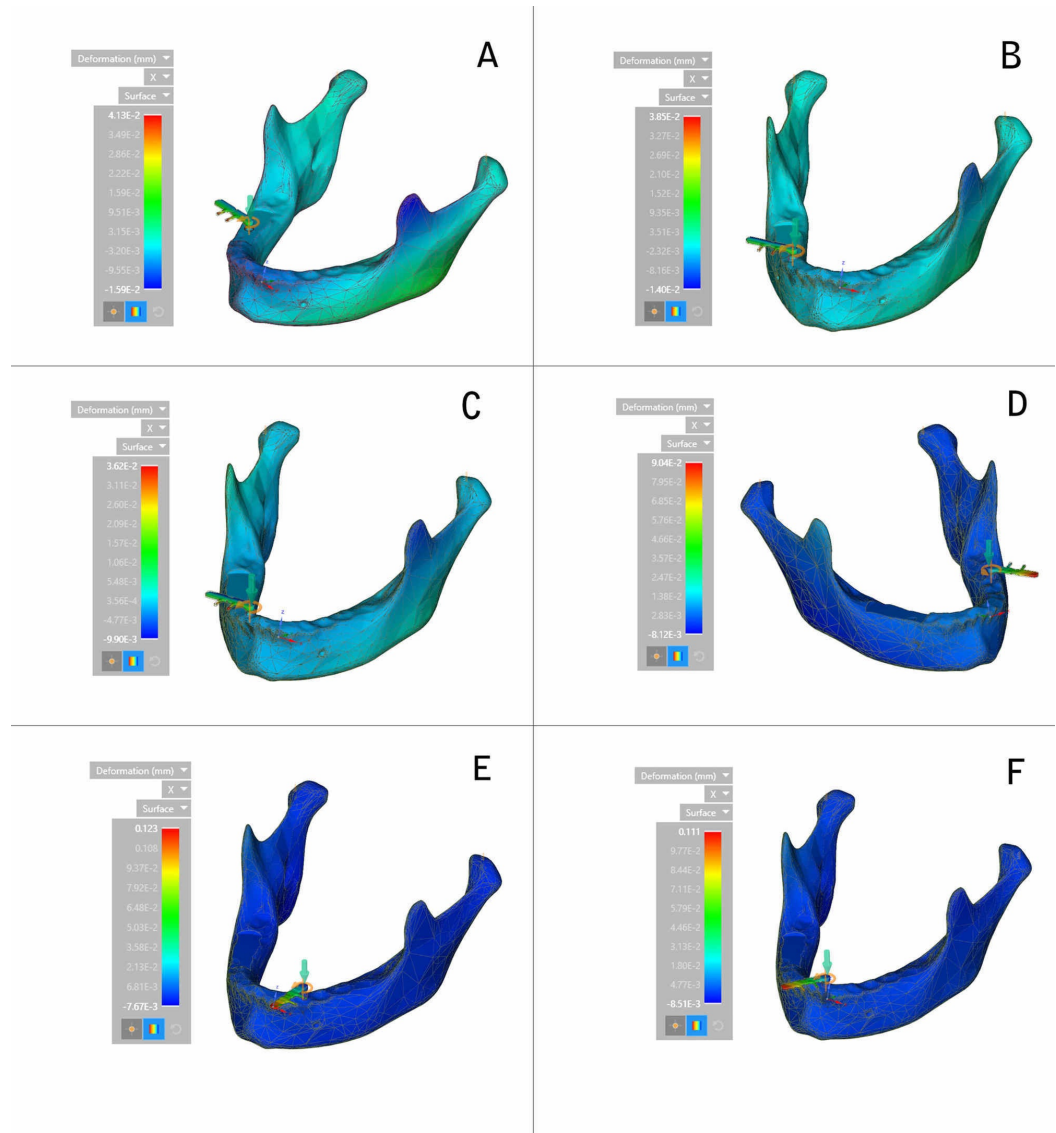 A
Deformation (mm)
X
Surface
4.13E-2
3.49E-2
2.86E-2
2.22E-2
1.59E-2
9.51E-3
3.15E-3
-3.20E-3
-9.55E-3
-1.59E-2
z
B
Deformation (mm)
X
Surface
3.85E-2
3.27E-2
2.69E-2
2.10E-2
1.52E-2
9.35E-3
3.51E-3
-2.32E-3
-8.16E-3
-1.40E-2
z
C
Deformation (mm)
X
Surface
3.62E-2
3.11E-2
2.60E-2
2.09E-2
1.57E-2
1.06E-2
5.48E-3
3.56E-4
-4.77E-3
-9.90E-3
z
D
Deformation (mm)
X
Surface
9.04E-2
7.95E-2
6.85E-2
5.76E-2
4.66E-2
3.57E-2
2.47E-2
1.38E-2
2.83E-3
-8.12E-3
E
Deformation (mm)
X
Surface
0.123
0.108
9.37E-2
7.92E-2
6.48E-2
5.03E-2
3.58E-2
2.13E-2
6.81E-3
-7.67E-3
F
Deformation (mm)
X
Surface
0.111
9.77E-2
8.44E-2
7.11E-2
5.79E-2
4.46E-2
3.13E-2
1.80E-2
4.77E-3
-8.51E-3